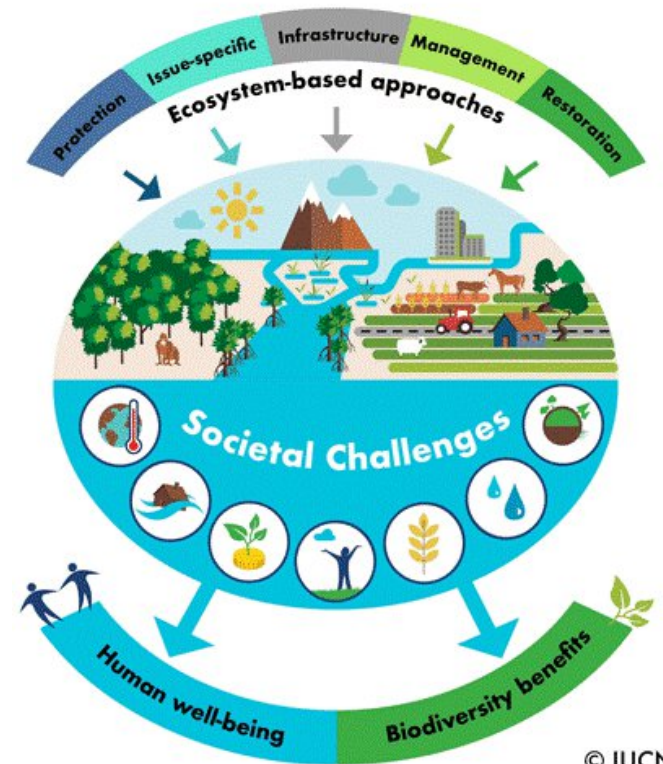 Protection
Issue-specific
Infrastructure
Management
Restoration
Ecosystem-based approaches
Societal Challenges
Human well-being
Biodiversity benefits
© IUCN